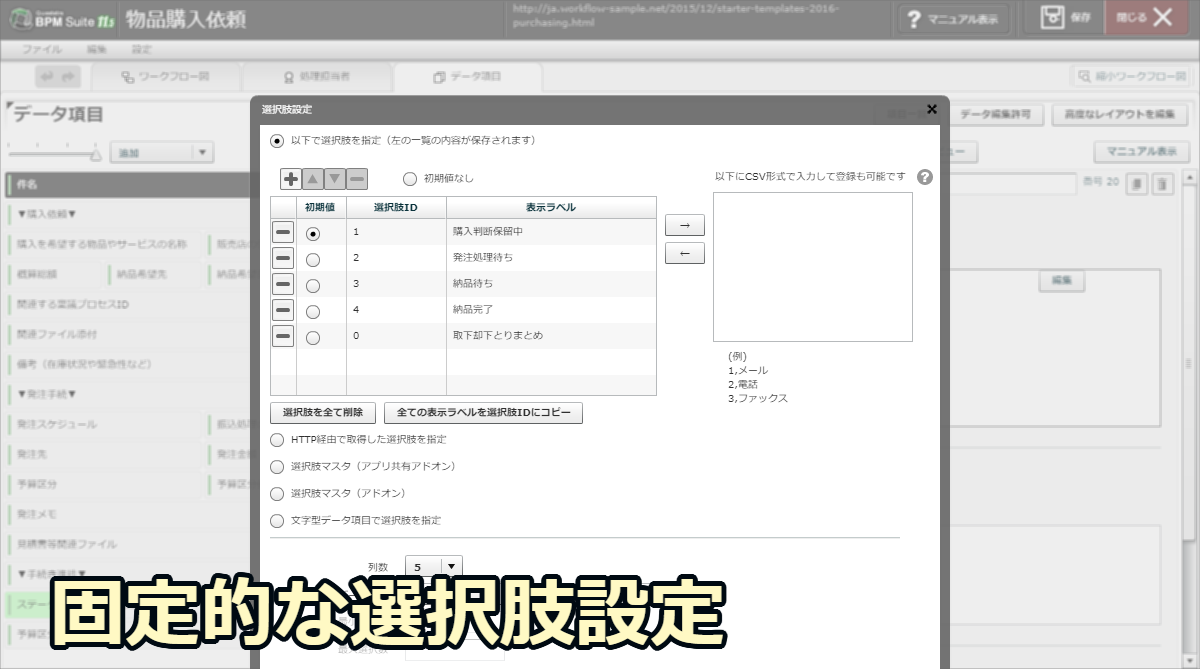 Questetra
BPM Suite 11s
物品購入依頼
http://ja.workflow-sample.net/2015/12/starter-templates-2016-
purchasing.html
? マニュアル表示
保存
閉じる
ファイル 編集 設定
ワークフロー図
処理担当者
データ項目
縮小ワークフロー図
データ項目
追加
データ編集許可
高度なレイアウトを編集
マニュアル表示
件名
番号 20
▼購入依頼▼
購入を希望する物品やサービスの名称
概算総額
納品希望先
関連する稟議プロセスID
関連ファイル添付
備考（在庫状況や緊急性など）
▼発注手続▼
発注スケジュール
発注先
予算区分
発注メモ
見積書等関連ファイル
編集
選択肢設定
以下で選択肢を指定（左の一覧の内容が保存されます）
初期値なし
以下にCSV形式で入力して登録も可能です ?
初期値 選択肢ID 表示ラベル
1 購入判断保留中
2 発注処理待ち
3 納品待ち
4 納品完了
0 取下却下とりまとめ
→
←
(例)
1,メール
2,電話
3,ファックス
選択肢を全て削除
全ての表示ラベルを選択肢IDにコピー
HTTP経由で取得した選択肢を指定
選択肢マスタ（アプリ共有アドオン）
選択肢マスタ（アドオン）
文字型データ項目で選択肢を指定
列数 5
固定的な選択肢設定
最大選択数